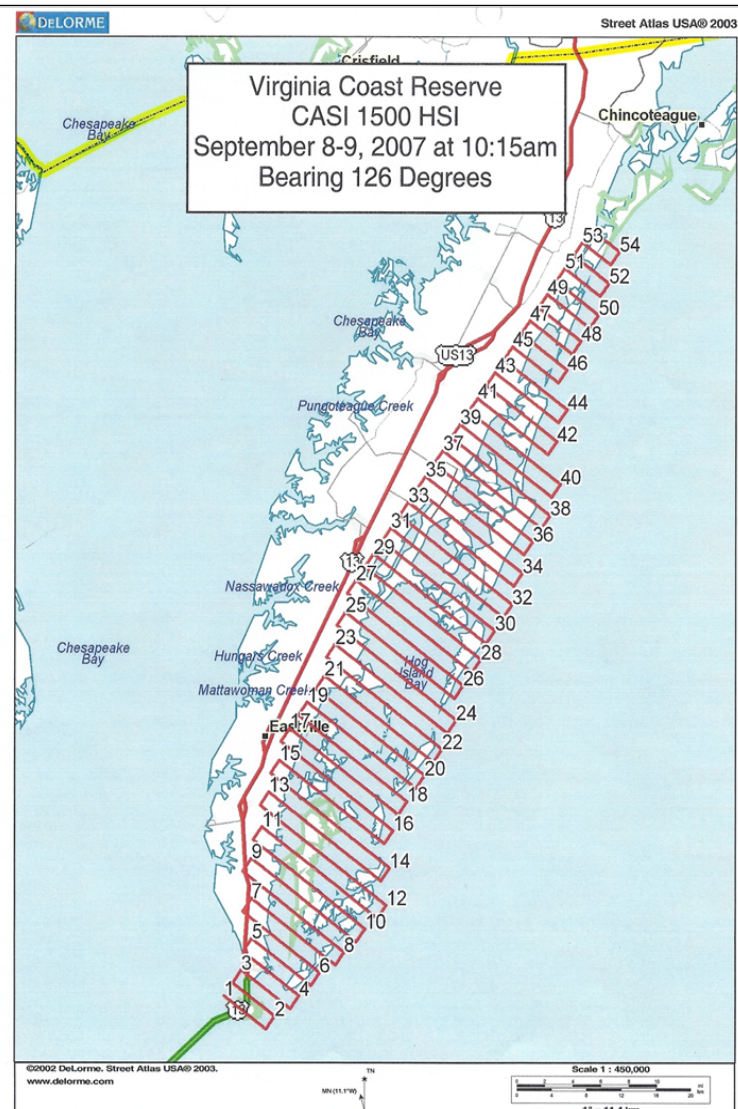 DELORME
Street Atlas USA® 2003
Crisfield
Virginia Coast Reserve
CASI 1500 HSI
September 8-9, 2007 at 10:15am
Bearing 126 Degrees
Chesapeake
Bay
Chincoteague
13
53
54
51
52
49
50
47
48
45
46
43
44
41
42
39
40
37
38
35
36
33
34
31
32
29
30
27
28
25
26
23
24
21
22
19
20
17
18
15
16
13
14
11
12
9
10
7
8
5
6
3
4
1
2
Chesapeake
Bay
US13
Pungoteague Creek
13
Nassawadox Creek
Chesapeake
Bay
Hungars Creek
Mattawoman Creek
Hog
Island
Bay
Eastville
13
©2002 DeLorme. Street Atlas USA® 2003.
www.delorme.com
TN
MN (11.1°W)
Scale 1 : 450,000